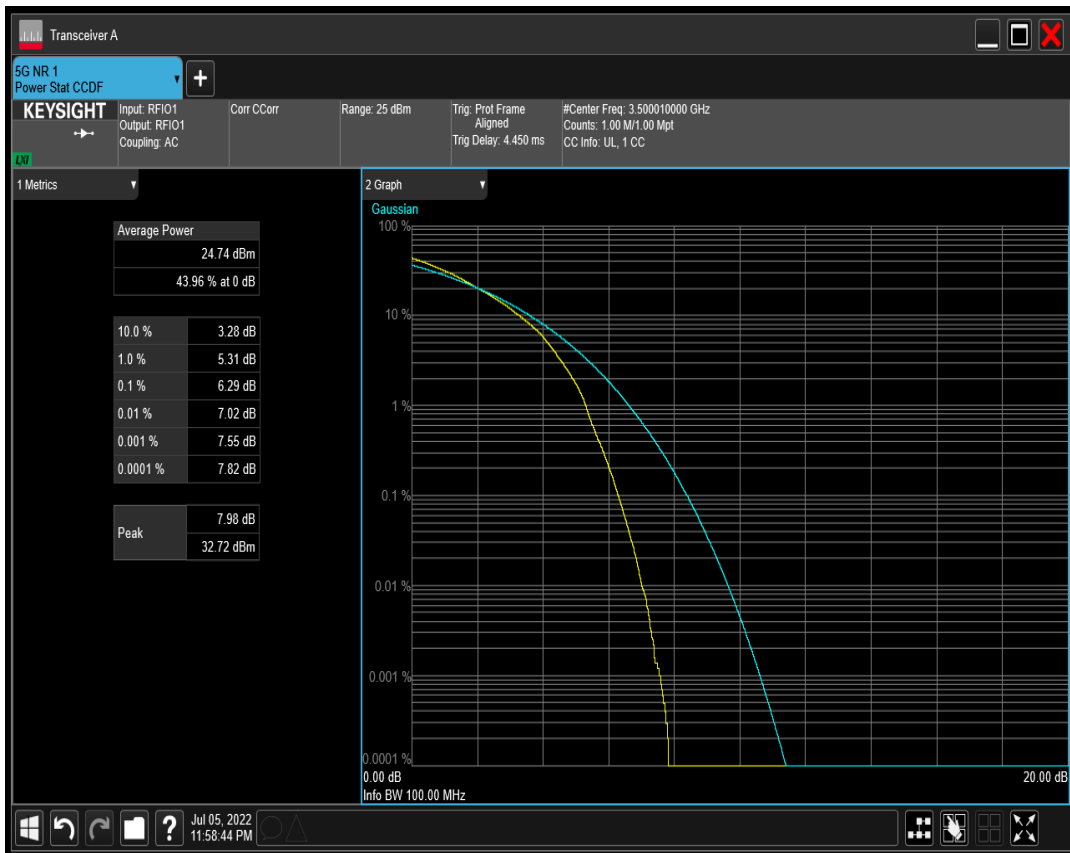 Transceiver A
5G NR 1
Power Stat CCDF
+
KEYSIGHT
LXI
Input: RFIO1
Output: RFIO1
Coupling: AC
Corr CCorr
Range: 25 dBm
Trig: Prot Frame
Aligned
Trig Delay: 4.450 ms
#Center Freq: 3.500010000 GHz
Counts: 1.00 M/1.00 Mpt
CC Info: UL, 1 CC
1 Metrics
Average Power
24.74 dBm
43.96 % at 0 dB
10.0 % 3.28 dB
1.0 % 5.31 dB
0.1 % 6.29 dB
0.01 % 7.02 dB
0.001 % 7.55 dB
0.0001 % 7.82 dB
Peak
7.98 dB
32.72 dBm
2 Graph
Gaussian
100 %
10 %
1 %
0.1 %
0.01 %
0.001 %
0.0001 %
0.00 dB 20.00 dB
Info BW 100.00 MHz
?
Jul 05, 2022
11:58:44 PM